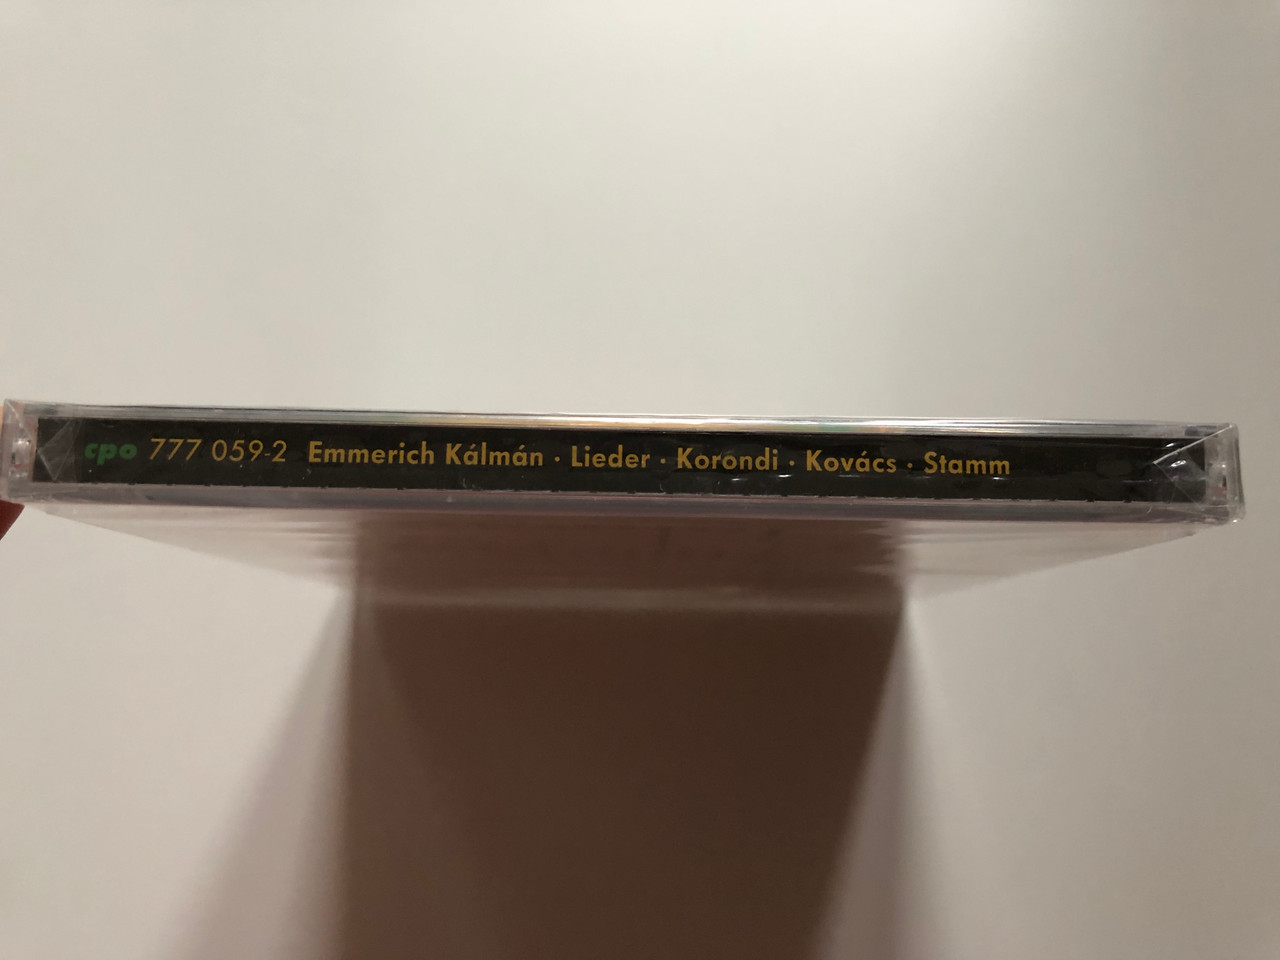 cpo 777 059-2 Emmerich Kálmán · Lieder · Korondi · Kovács · Stamm